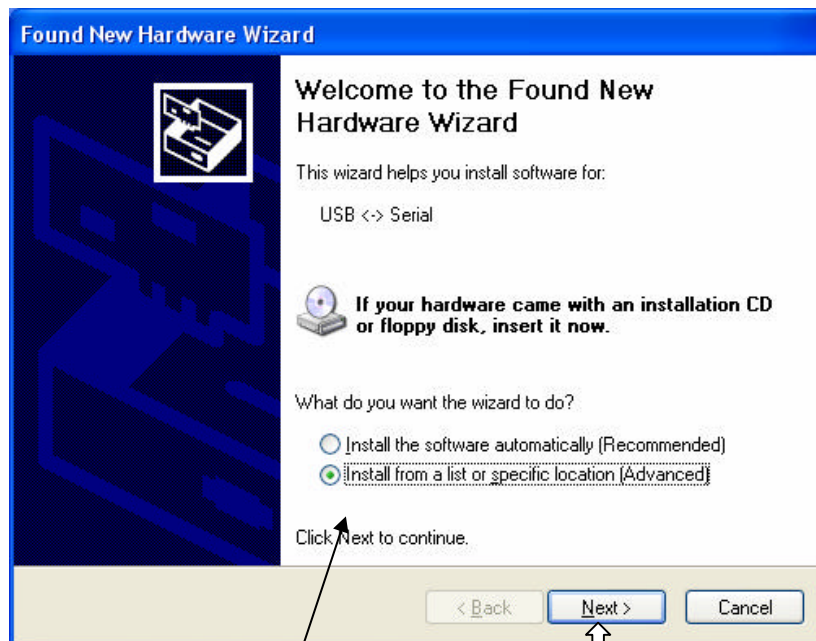 Found New Hardware Wizard
Welcome to the Found New
Hardware Wizard
This wizard helps you install software for:
USB <-> Serial
If your hardware came with an installation CD
or floppy disk, insert it now.
What do you want the wizard to do?
Install the software automatically (Recommended)
Install from a list or specific location (Advanced)
Click Next to continue.
< Back Next > Cancel